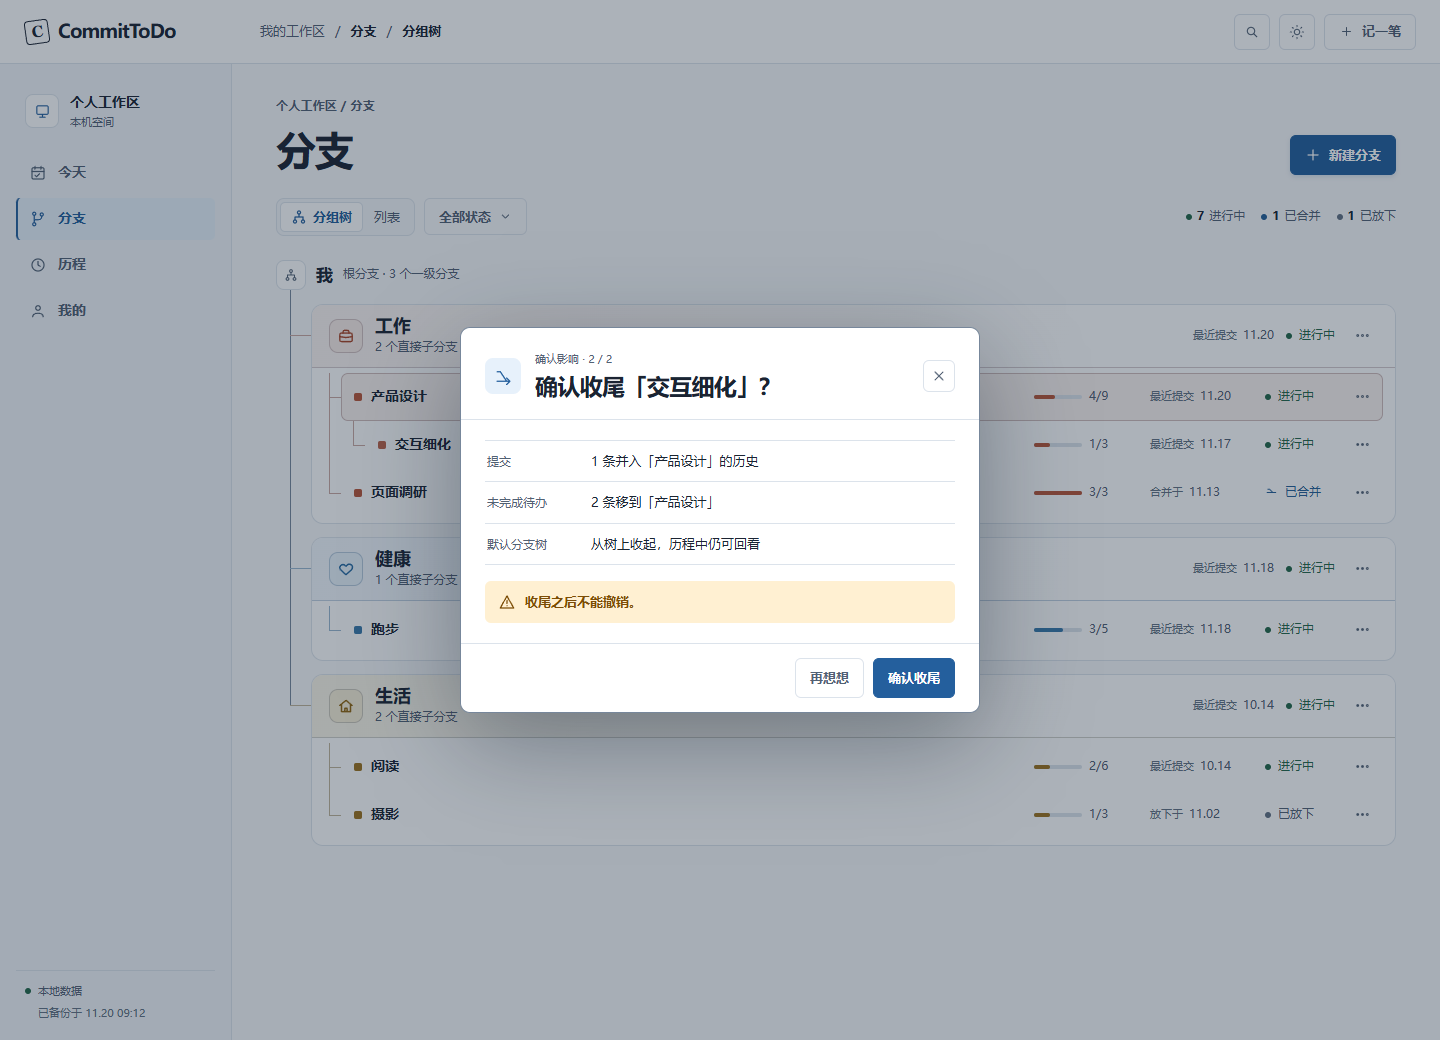 C CommitToDo
我的工作区 / 分支 / 分组树
记一笔
个人工作区
本机空间
今天
分支
历程
我的
本地数据
已备份于 11.20 09:12
个人工作区 / 分支
分支
新建分支
分组树 列表 全部状态
7 进行中 1 已合并 1 已放下
我 根分支 · 3 个一级分支
工作
2 个直接子分支
最近提交 11.20 进行中
产品设计 4/9 最近提交 11.20 进行中
交互细化 1/3 最近提交 11.17 进行中
页面调研 3/3 合并于 11.13 已合并
健康
1 个直接子分支
最近提交 11.18 进行中
跑步 3/5 最近提交 11.18 进行中
生活
2 个直接子分支
最近提交 10.14 进行中
阅读 2/6 最近提交 10.14 进行中
摄影 1/3 放下于 11.02 已放下
确认影响 · 2 / 2
确认收尾「交互细化」?
提交 1 条并入「产品设计」的历史
未完成待办 2 条移到「产品设计」
默认分支树 从树上收起，历程中仍可回看
收尾之后不能撤销。
再想想 确认收尾